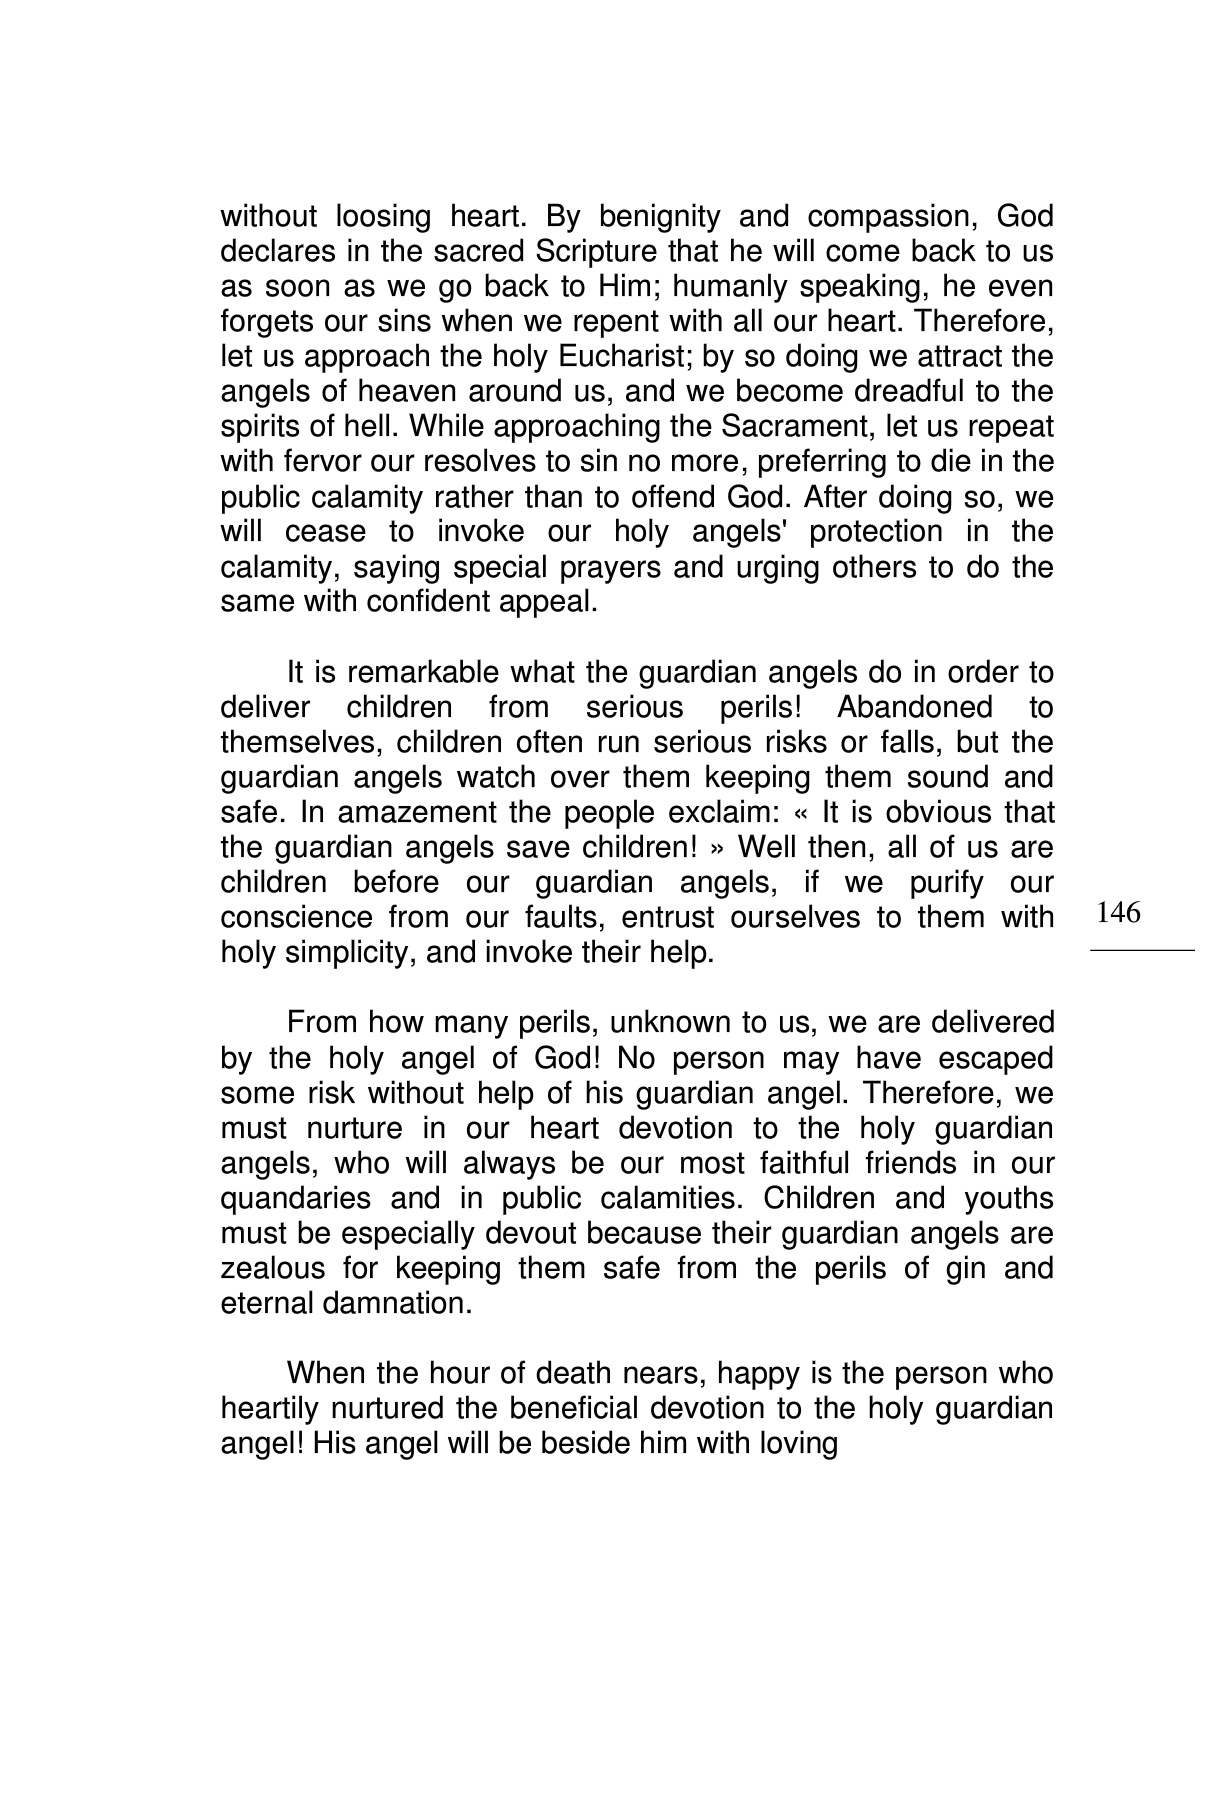 without loosing heart. By benignity and compassion, God
declares in the sacred Scripture that he will come back to us
as soon as we go back to Him; humanly speaking, he even
forgets our sins when we repent with all our heart. Therefore,
let us approach the holy Eucharist; by so doing we attract the
angels of heaven around us, and we become dreadful to the
spirits of hell. While approaching the Sacrament, let us repeat
with fervor our resolves to sin no more, preferring to die in the
public calamity rather than to offend God. After doing so, we
will cease to invoke our holy angels' protection in the
calamity, saying special prayers and urging others to do the
same with confident appeal.
It is remarkable what the guardian angels do in order to
deliver children from serious perils! Abandoned to
themselves, children often run serious risks or falls, but the
guardian angels watch over them keeping them sound and
safe. In amazement the people exclaim: « It is obvious that
the guardian angels save children! » Well then, all of us are
children before our guardian angels, if we purify our
conscience from our faults, entrust ourselves to them with
holy simplicity, and invoke their help.
146
From how many perils, unknown to us, we are delivered
by the holy angel of God! No person may have escaped
some risk without help of his guardian angel. Therefore, we
must nurture in our heart devotion to the holy guardian
angels, who will always be our most faithful friends in our
quandaries and in public calamities. Children and youths
must be especially devout because their guardian angels are
zealous for keeping them safe from the perils of gin and
eternal damnation.
When the hour of death nears, happy is the person who
heartily nurtured the beneficial devotion to the holy guardian
angel! His angel will be beside him with loving